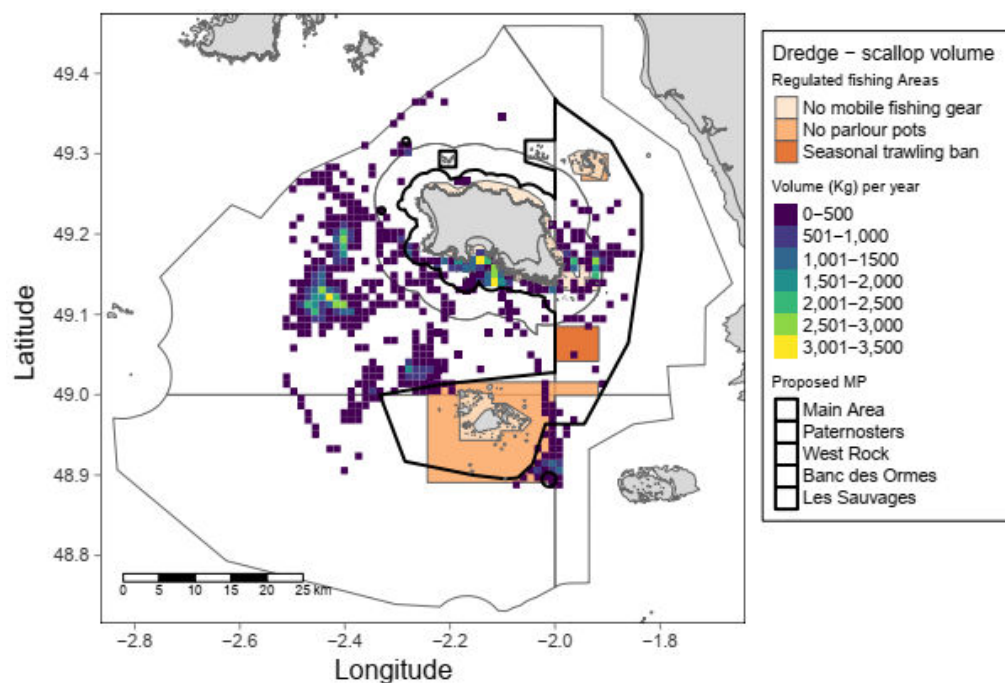 Dredge − scallop volume
Regulated fishing Areas
No mobile fishing gear
No parlour pots
Seasonal trawling ban
Volume (Kg) per year
0−500
501−1,000
1,001−1500
1,501−2,000
2,001−2,500
2,501−3,000
3,001−3,500
Proposed MP
Main Area
Paternosters
West Rock
Banc des Ormes
Les Sauvages
Latitude
49.4
49.3
49.2
49.1
49.0
48.9
48.8
0 5 10 15 20 25 km
−2.8 −2.6 −2.4 −2.2 −2.0 −1.8
Longitude